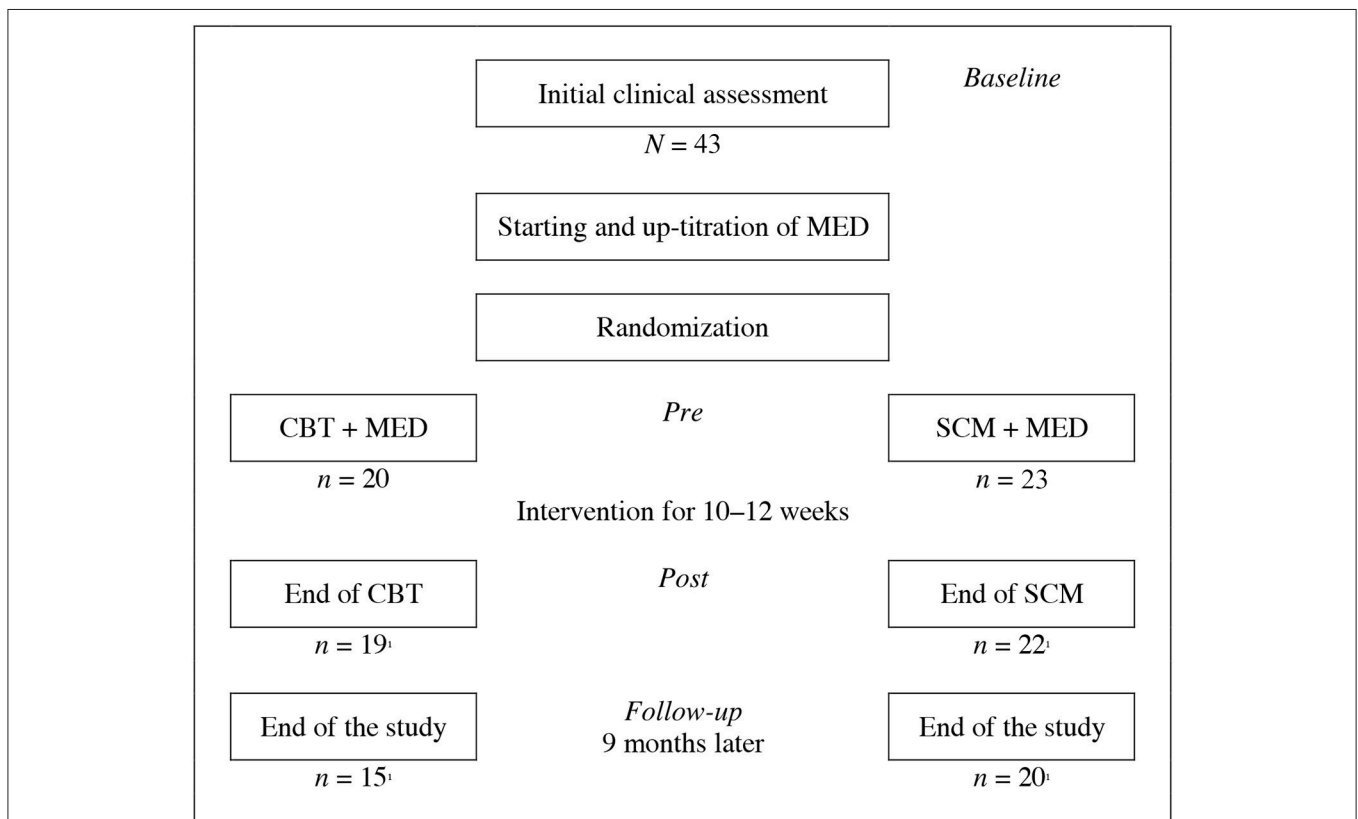 Baseline
Initial clinical assessment
N = 43
Starting and up-titration of MED
Randomization
CBT + MED
Pre
SCM + MED
n = 20
n = 23
Intervention for 10–12 weeks
End of CBT
Post
End of SCM
n = 19¹
n = 22¹
End of the study
Follow-up
9 months later
End of the study
n = 15¹
n = 20¹